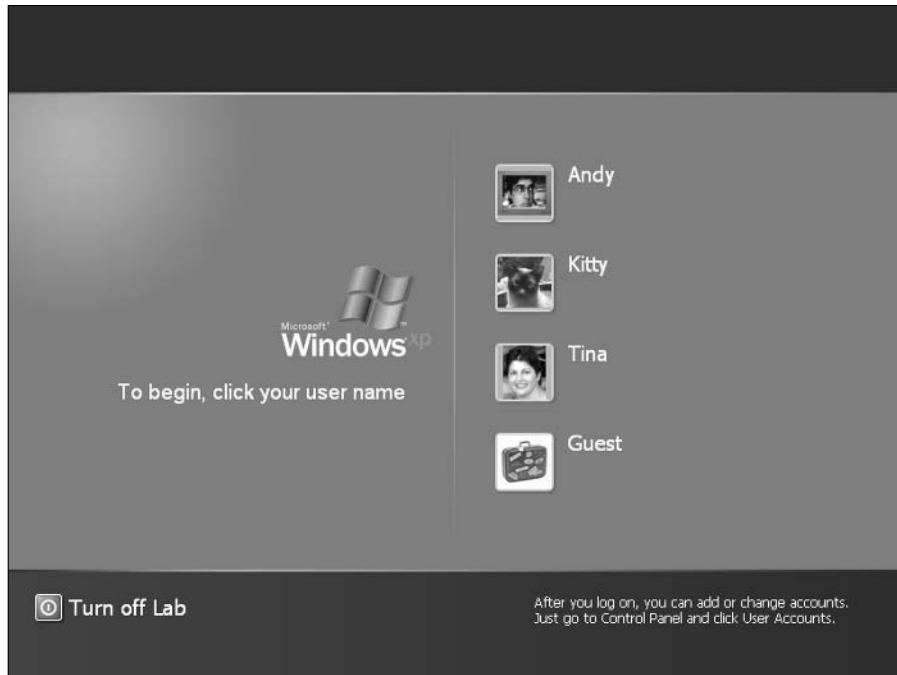 Andy
Kitty
Microsoft
Windows xp
To begin, click your user name
Tina
Guest
Turn off Lab
After you log on, you can add or change accounts.
Just go to Control Panel and click User Accounts.